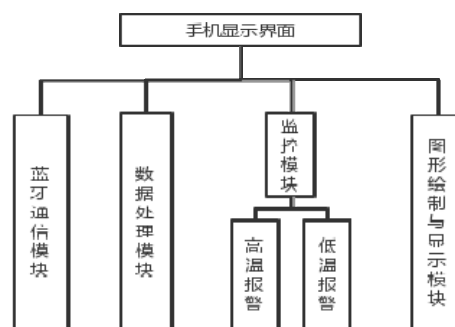 手机显示界面
蓝牙通信模块
数据处理模块
监控模块
高温报警
低温报警
图形绘制与显示模块